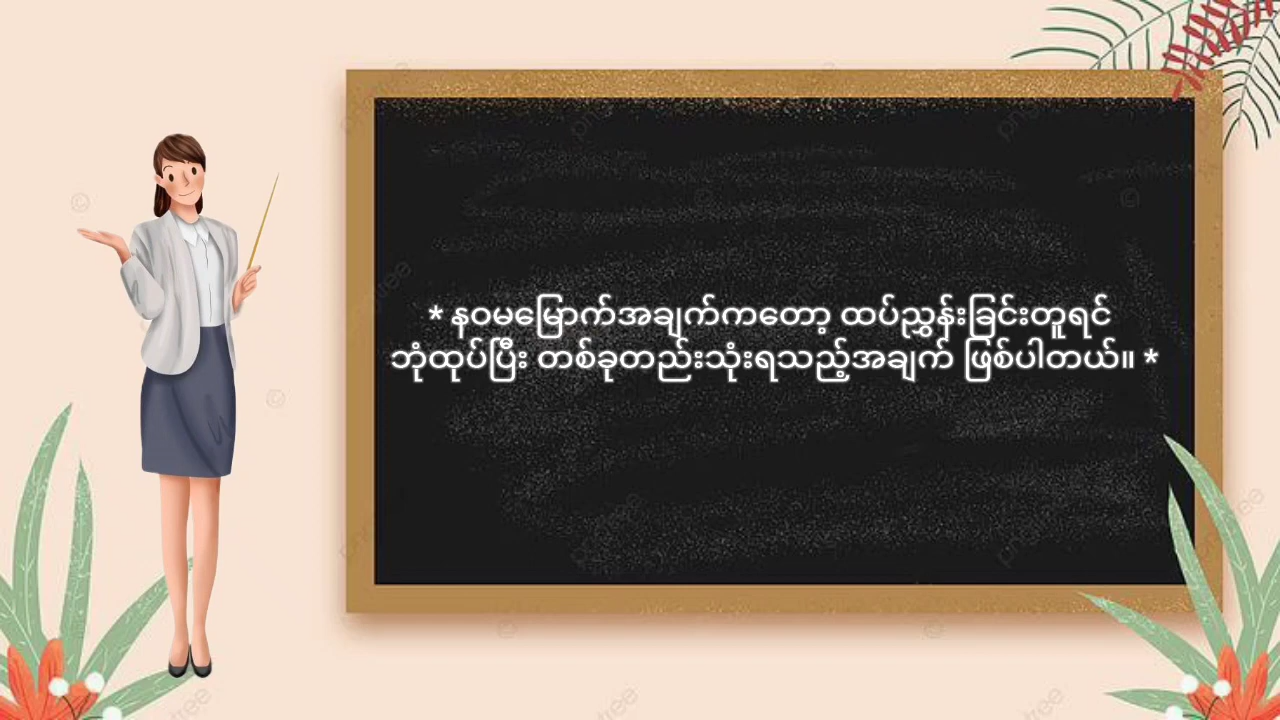 * နဝမမြောက်အချက်ကတော့ ထပ်ညွှန်းခြင်းတူရင်
ဘုံထုပ်ပြီး တစ်ခုတည်းသုံးရသည့်အချက် ဖြစ်ပါတယ်။ *